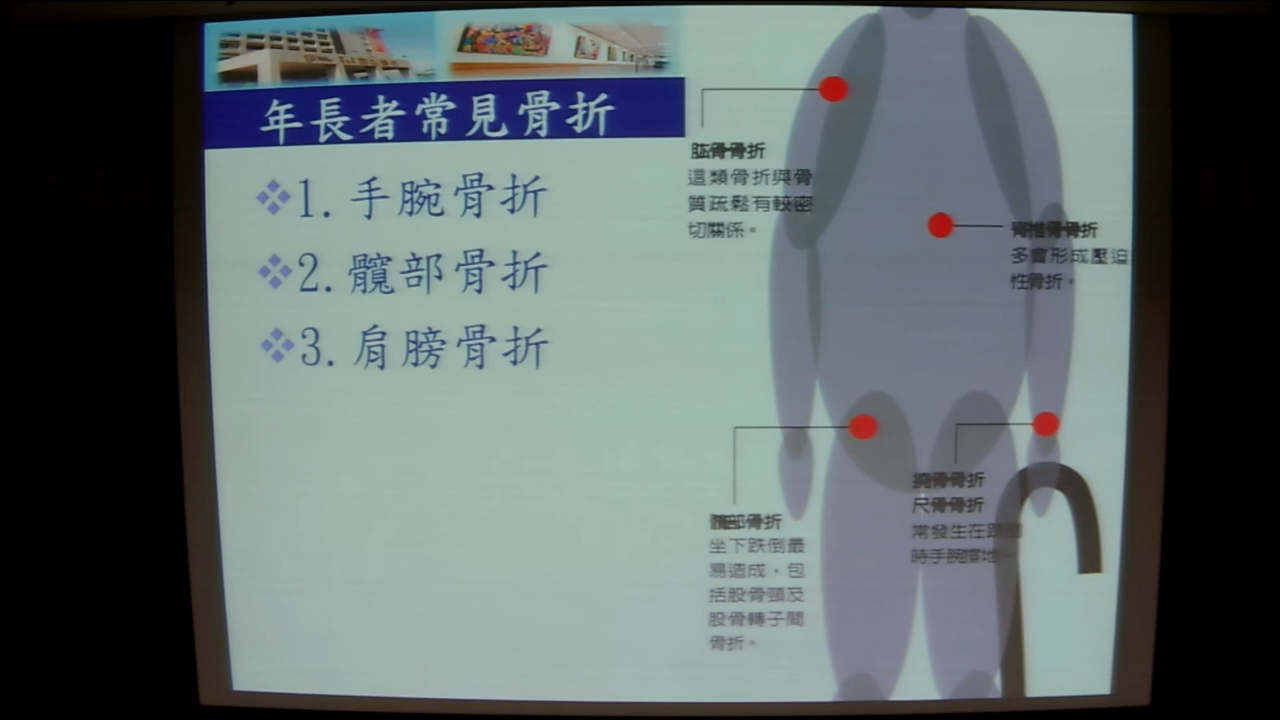 年長者常見骨折
1. 手腕骨折
2. 髖部骨折
3. 肩膀骨折
肱骨骨折
這類骨折與骨
質疏鬆有較密
切關係。
脊椎骨骨折
多會形成壓迫
性骨折。
髖部骨折
坐下跌倒最
易造成，包
括股骨頸及
股骨轉子間
骨折。
橈骨骨折
尺骨骨折
常發生在跌倒
時手腕撐地。